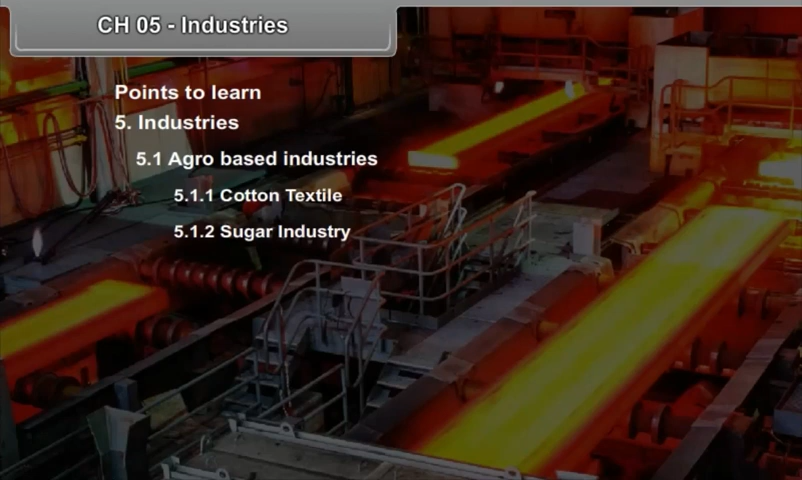 CH 05 - Industries
Points to learn
5. Industries
5.1 Agro based industries
5.1.1 Cotton Textile
5.1.2 Sugar Industry